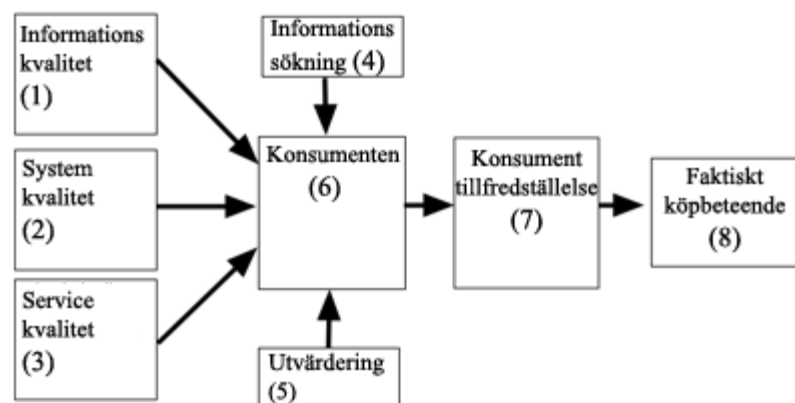 Informations
kvalitet
(1)
System
kvalitet
(2)
Service
kvalitet
(3)
Informations
sökning (4)
Utvärdering
(5)
Konsumenten
(6)
Konsument
tillfredställelse
(7)
Faktiskt
köpbeteende
(8)